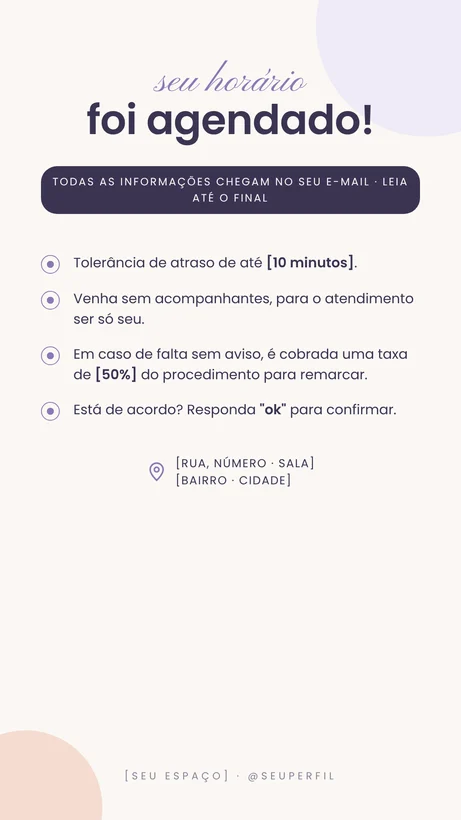 seu horário
foi agendado!
TODAS AS INFORMAÇÕES CHEGAM NO SEU E-MAIL · LEIA
ATÉ O FINAL
Tolerância de atraso de até [10 minutos].
Venha sem acompanhantes, para o atendimento
ser só seu.
Em caso de falta sem aviso, é cobrada uma taxa
de [50%] do procedimento para remarcar.
Está de acordo? Responda "ok" para confirmar.
[RUA, NÚMERO · SALA]
[BAIRRO · CIDADE]
[SEU ESPAÇO] · @SEUPERFIL